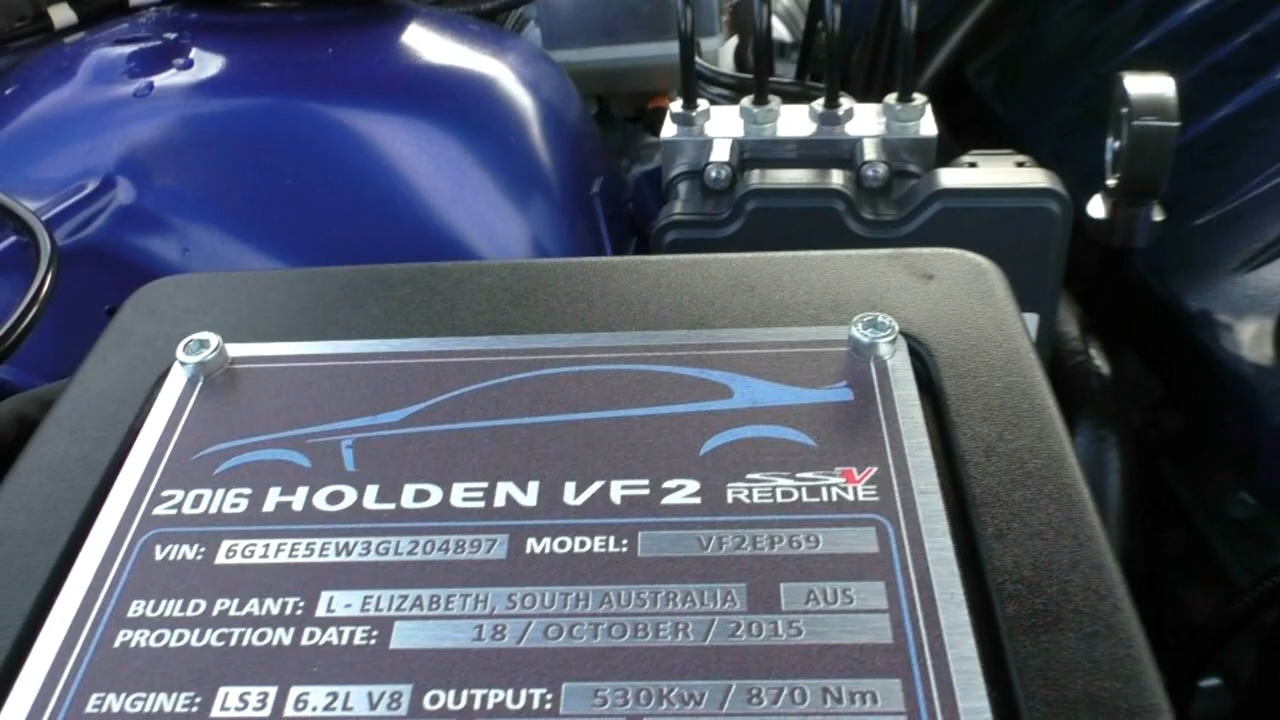 2016 HOLDEN VF2 SSV REDLINE
VIN: 6G1FE5EW3GL204897 MODEL: VF2EP69
BUILD PLANT: L - ELIZABETH, SOUTH AUSTRALIA AUS
PRODUCTION DATE: 18 / OCTOBER / 2015
ENGINE: LS3 6.2L V8 OUTPUT: 530Kw / 870 Nm